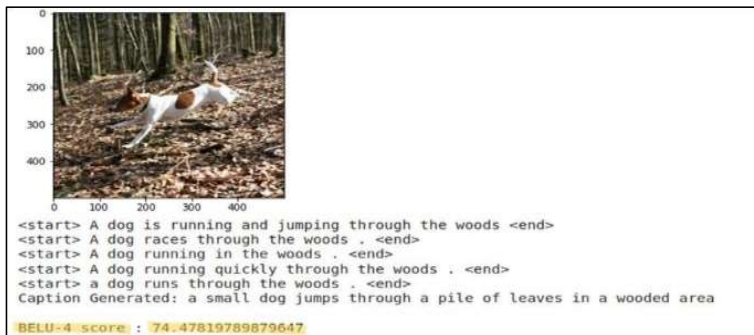 0
100
200
300
400
0 100 200 300 400
<start> A dog is running and jumping through the woods <end>
<start> A dog races through the woods . <end>
<start> A dog running in the woods . <end>
<start> A dog running quickly through the woods . <end>
<start> a dog runs through the woods . <end>
Caption Generated: a small dog jumps through a pile of leaves in a wooded area
BELU-4 score : 74.47819789879647